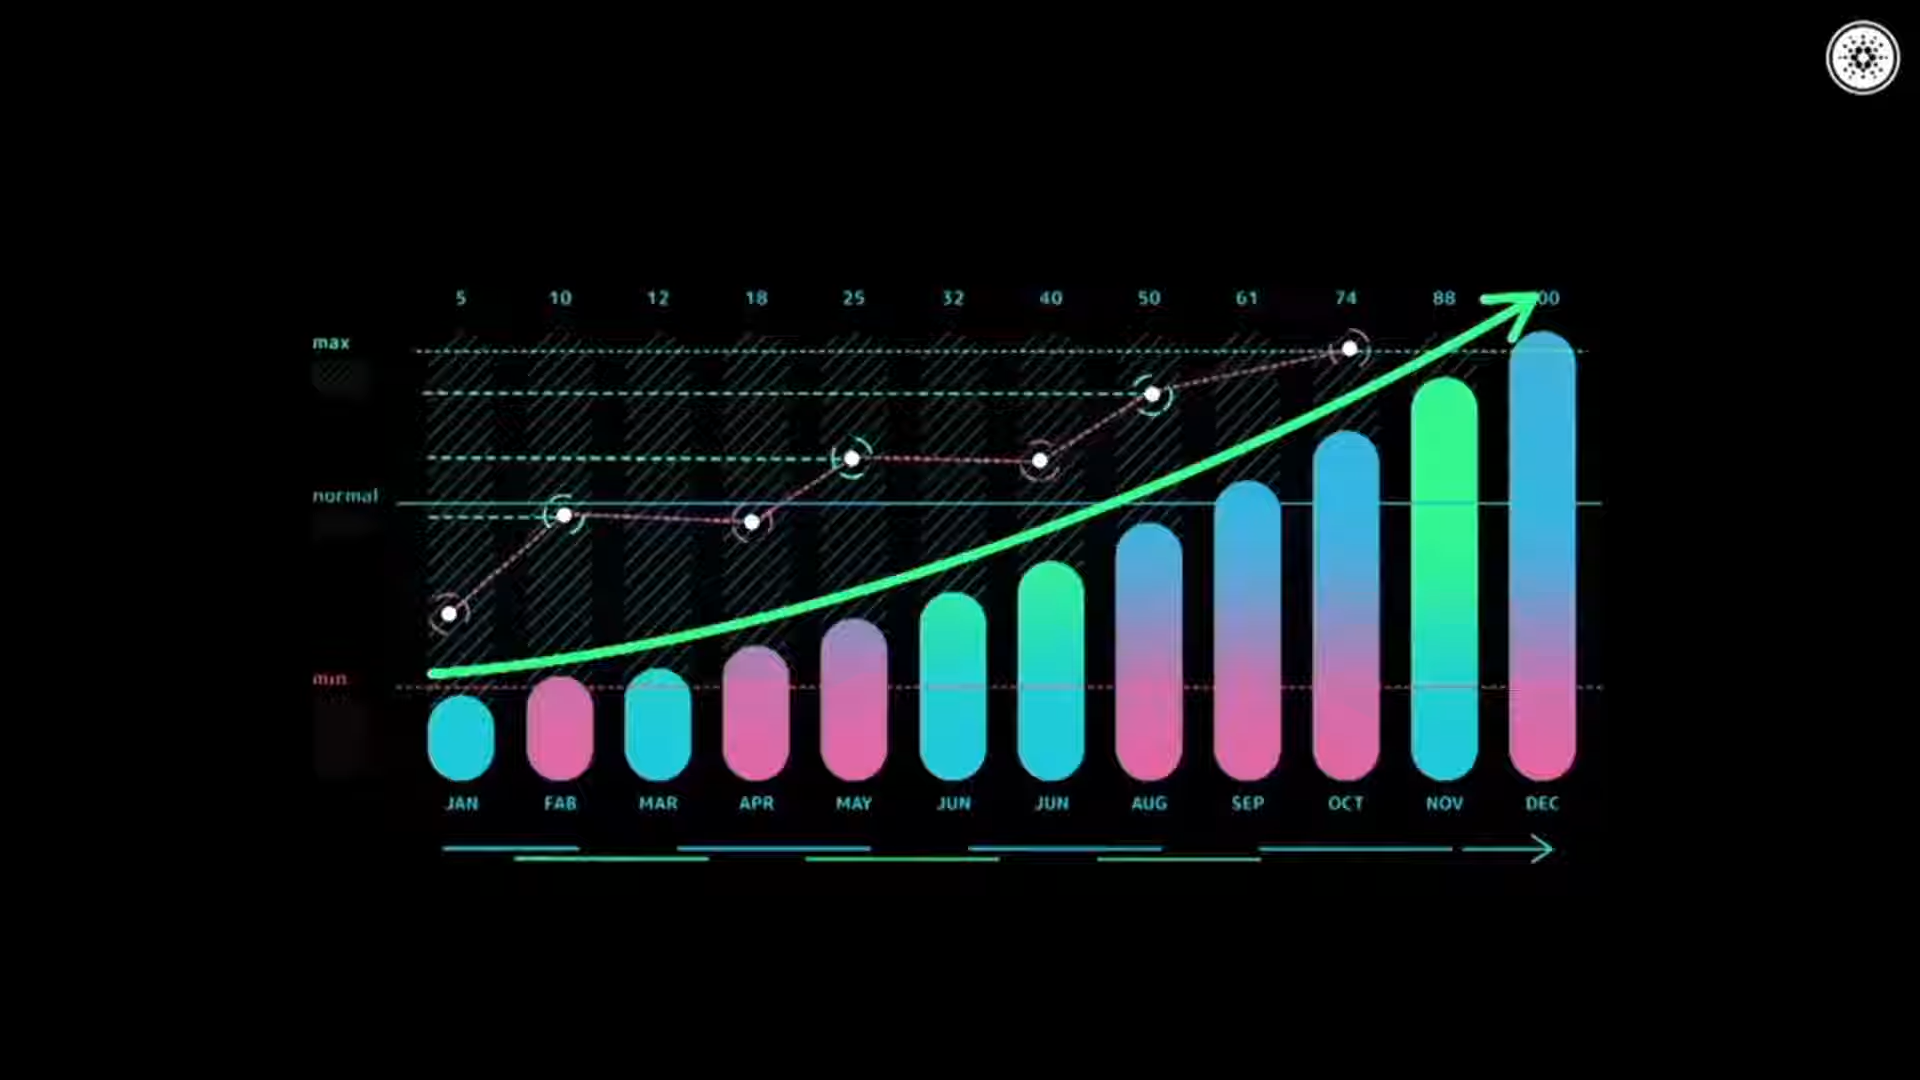 5 10 12 18 25 32 40 50 61 74 88 00
max
normal
min
JAN FAB MAR APR MAY JUN JUN AUG SEP OCT NOV DEC